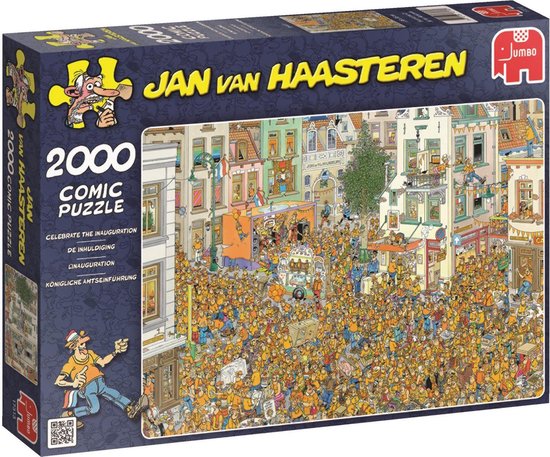 JAN VAN HAASTEREN
JUMBO
2000
COMIC
PUZZLE
CELEBRATE THE INAUGURATION
DE INHULDIGING
L'INAUGURATION
KÖNIGLICHE AMTSEINFÜHRUNG
JAN VAN HAASTEREN
2000 COMIC PUZZLE